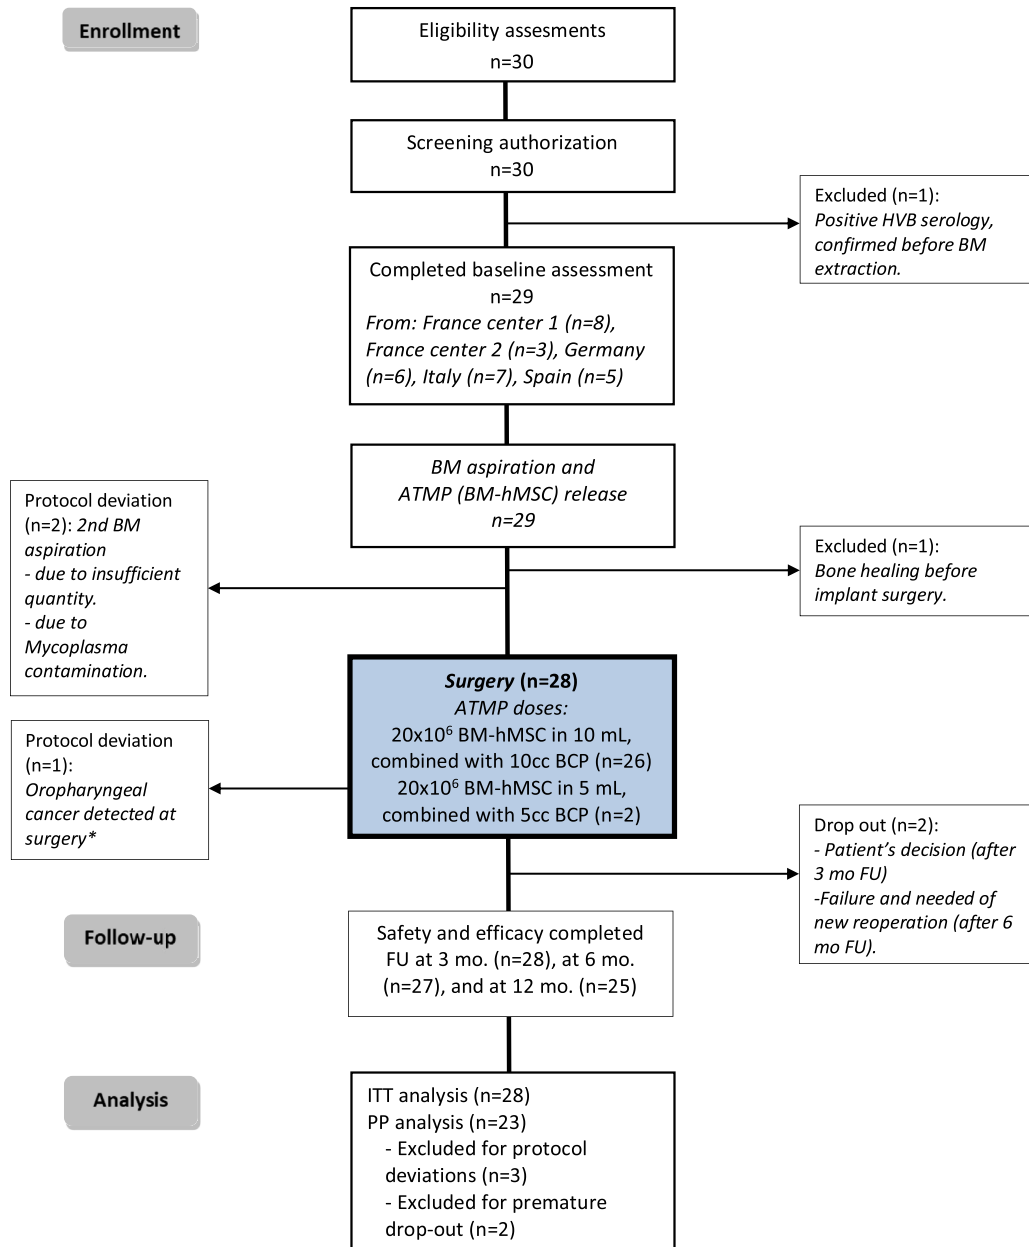 Enrollment
Eligibility assesments
n=30
Screening authorization
n=30
Excluded (n=1):
Positive HVB serology,
confirmed before BM
extraction.
Completed baseline assessment
n=29
From: France center 1 (n=8),
France center 2 (n=3), Germany
(n=6), Italy (n=7), Spain (n=5)
BM aspiration and
ATMP (BM-hMSC) release
n=29
Protocol deviation
(n=2): 2nd BM
aspiration
- due to insufficient
quantity.
- due to
Mycoplasma
contamination.
Excluded (n=1):
Bone healing before
implant surgery.
Surgery (n=28)
ATMP doses:
20x10⁶ BM-hMSC in 10 mL,
combined with 10cc BCP (n=26)
20x10⁶ BM-hMSC in 5 mL,
combined with 5cc BCP (n=2)
Protocol deviation
(n=1):
Oropharyngeal
cancer detected at
surgery*
Drop out (n=2):
- Patient’s decision (after
3 mo FU)
-Failure and needed of
new reoperation (after 6
mo FU).
Follow-up
Safety and efficacy completed
FU at 3 mo. (n=28), at 6 mo.
(n=27), and at 12 mo. (n=25)
Analysis
ITT analysis (n=28)
PP analysis (n=23)
- Excluded for protocol
deviations (n=3)
- Excluded for premature
drop-out (n=2)